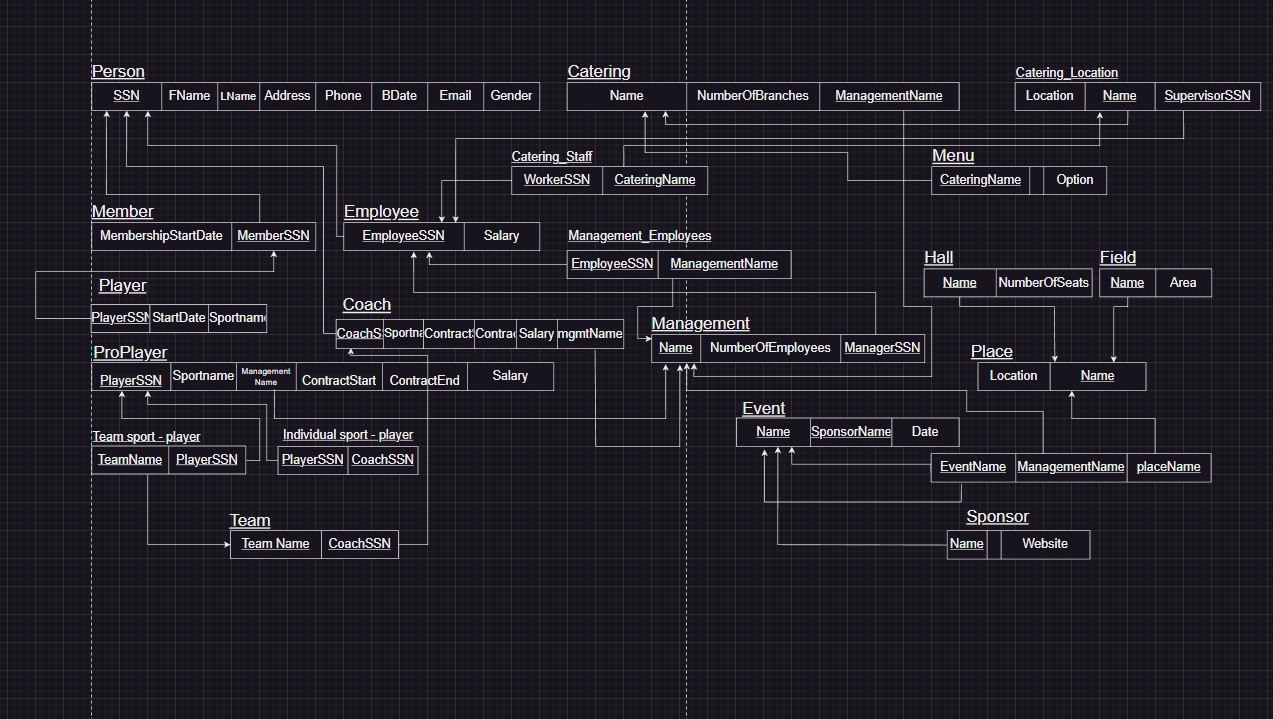 Person
SSN FName LName Address Phone BDate Email Gender
Catering
Name NumberOfBranches ManagementName
Catering_Location
Location Name SupervisorSSN
Catering_Staff
WorkerSSN CateringName
Menu
CateringName Option
Member
MembershipStartDate MemberSSN
Employee
EmployeeSSN Salary
Management_Employees
EmployeeSSN ManagementName
Hall
Name NumberOfSeats
Field
Name Area
Player
PlayerSSN StartDate Sportname
Coach
CoachS Sportna Contract Contrac Salary mgmtName
Management
Name NumberOfEmployees ManagerSSN
Place
Location Name
ProPlayer
PlayerSSN Sportname Management
Name ContractStart ContractEnd Salary
Event
Name SponsorName Date
Team sport - player
TeamName PlayerSSN
Individual sport - player
PlayerSSN CoachSSN
EventName ManagementName placeName
Team
Team Name CoachSSN
Sponsor
Name Website